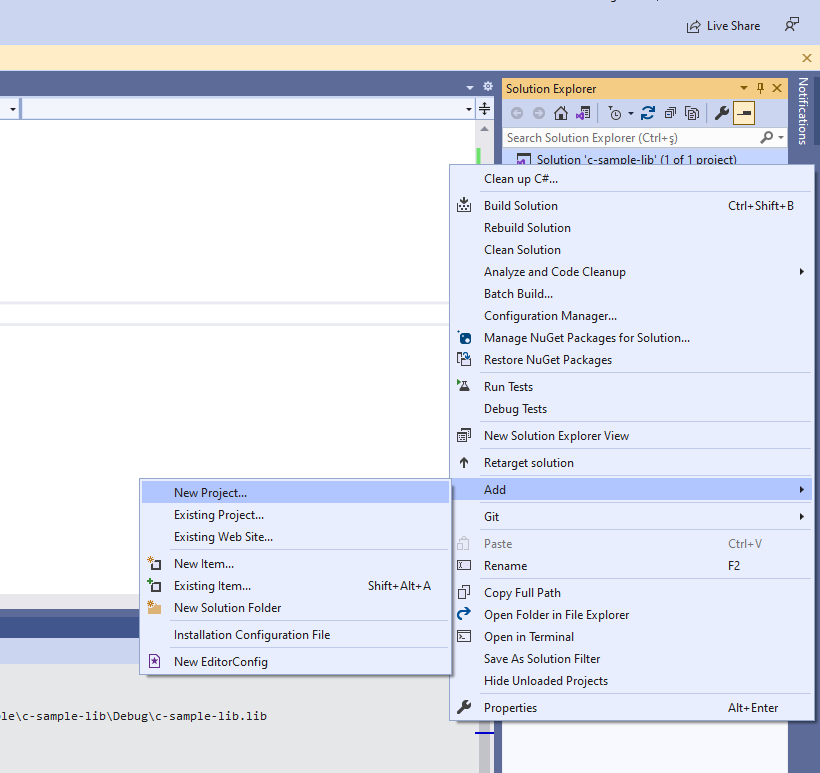 Live Share
Solution Explorer
Notifications
Search Solution Explorer (Ctrl+ş)
Solution 'c-sample-lib' (1 of 1 project)
Clean up C#...
Build Solution Ctrl+Shift+B
Rebuild Solution
Clean Solution
Analyze and Code Cleanup
Batch Build...
Configuration Manager...
Manage NuGet Packages for Solution...
Restore NuGet Packages
Run Tests
Debug Tests
New Solution Explorer View
Retarget solution
Add
Git
Paste Ctrl+V
Rename F2
Copy Full Path
Open Folder in File Explorer
Open in Terminal
Save As Solution Filter
Hide Unloaded Projects
Properties Alt+Enter
New Project...
Existing Project...
Existing Web Site...
New Item...
Existing Item... Shift+Alt+A
New Solution Folder
Installation Configuration File
New EditorConfig
le\c-sample-lib\Debug\c-sample-lib.lib